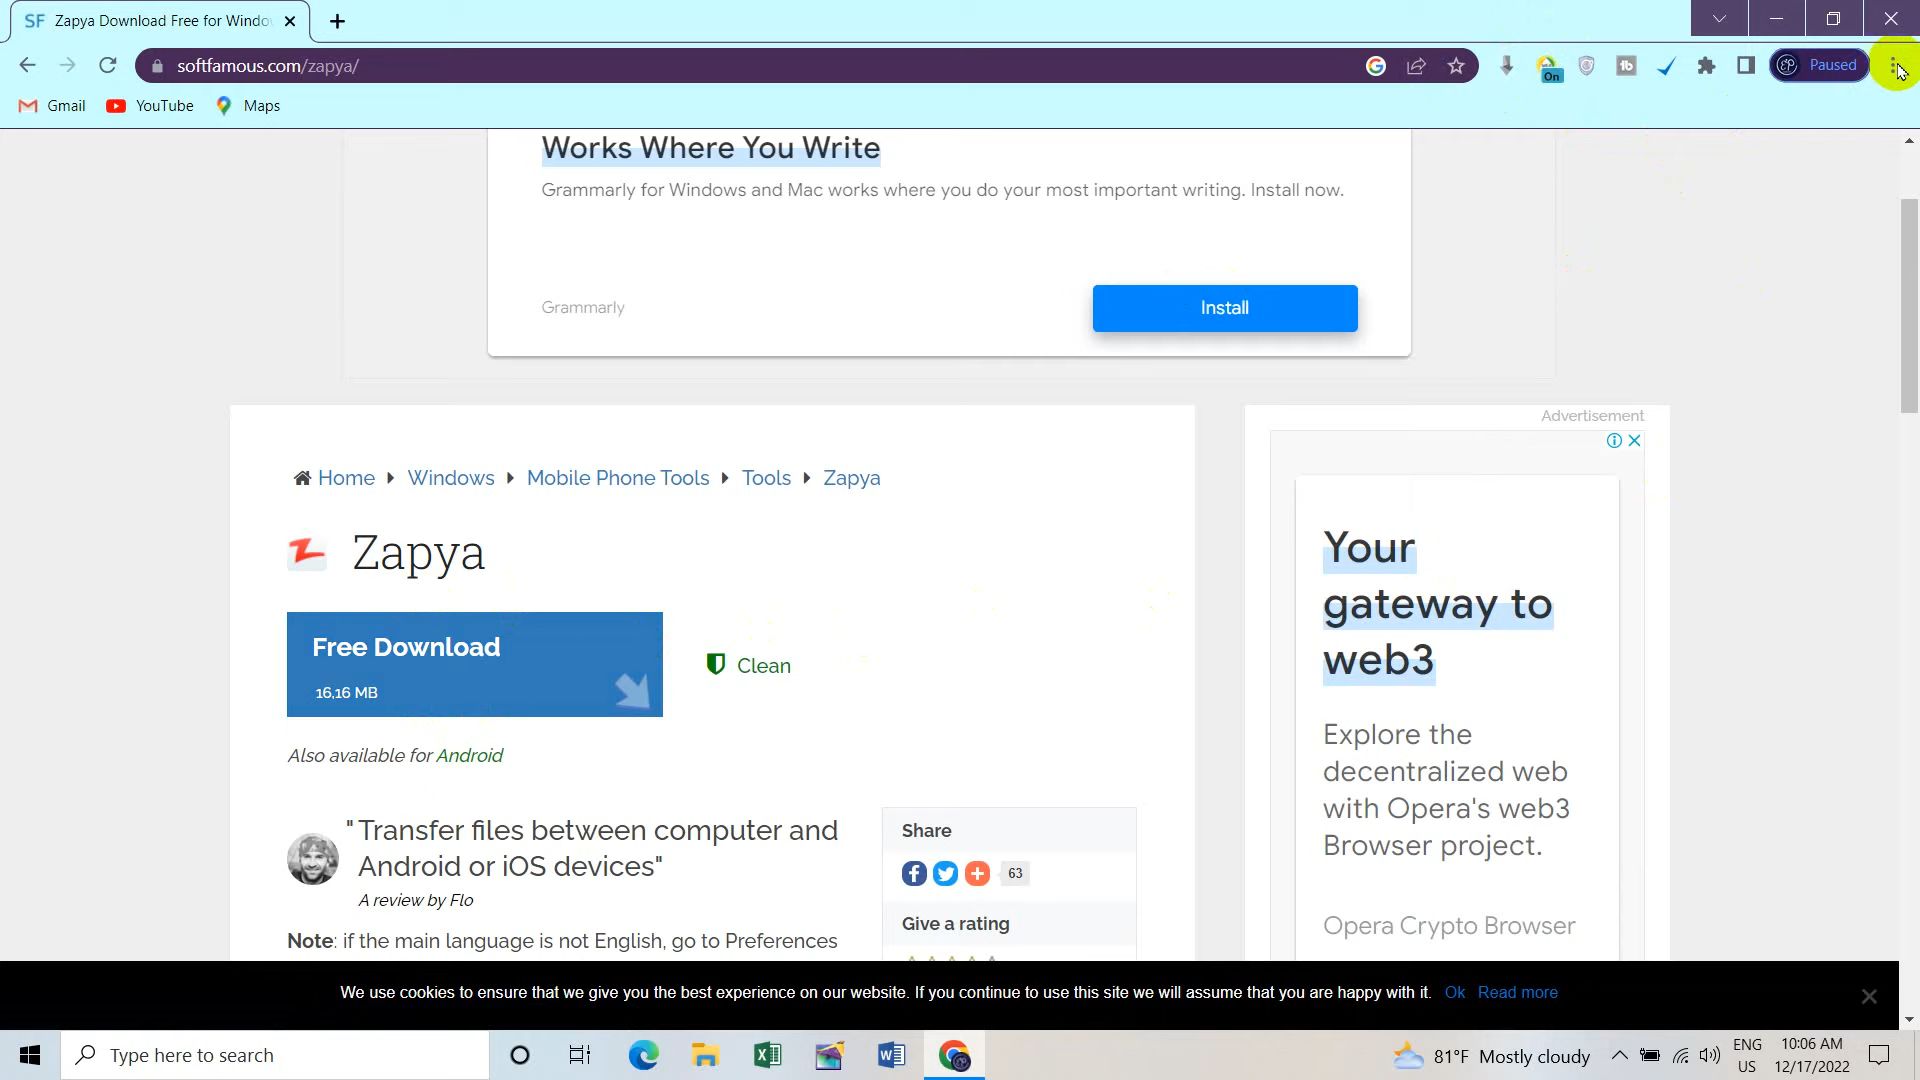 SF Zapya Download Free for Windo
softfamous.com/zapya/
On
tb
Paused
Gmail YouTube Maps
Works Where You Write
Grammarly for Windows and Mac works where you do your most important writing. Install now.
Grammarly
Install
Advertisement
Home Windows Mobile Phone Tools Tools Zapya
Zapya
Free Download
16,16 MB
Clean
Also available for Android
" Transfer files between computer and
Android or iOS devices"
A review by Flo
Note: if the main language is not English, go to Preferences
Share
63
Give a rating
Your
gateway to
web3
Explore the
decentralized web
with Opera's web3
Browser project.
Opera Crypto Browser
We use cookies to ensure that we give you the best experience on our website. If you continue to use this site we will assume that you are happy with it. Ok Read more
Type here to search
81°F Mostly cloudy
ENG
US
10:06 AM
12/17/2022